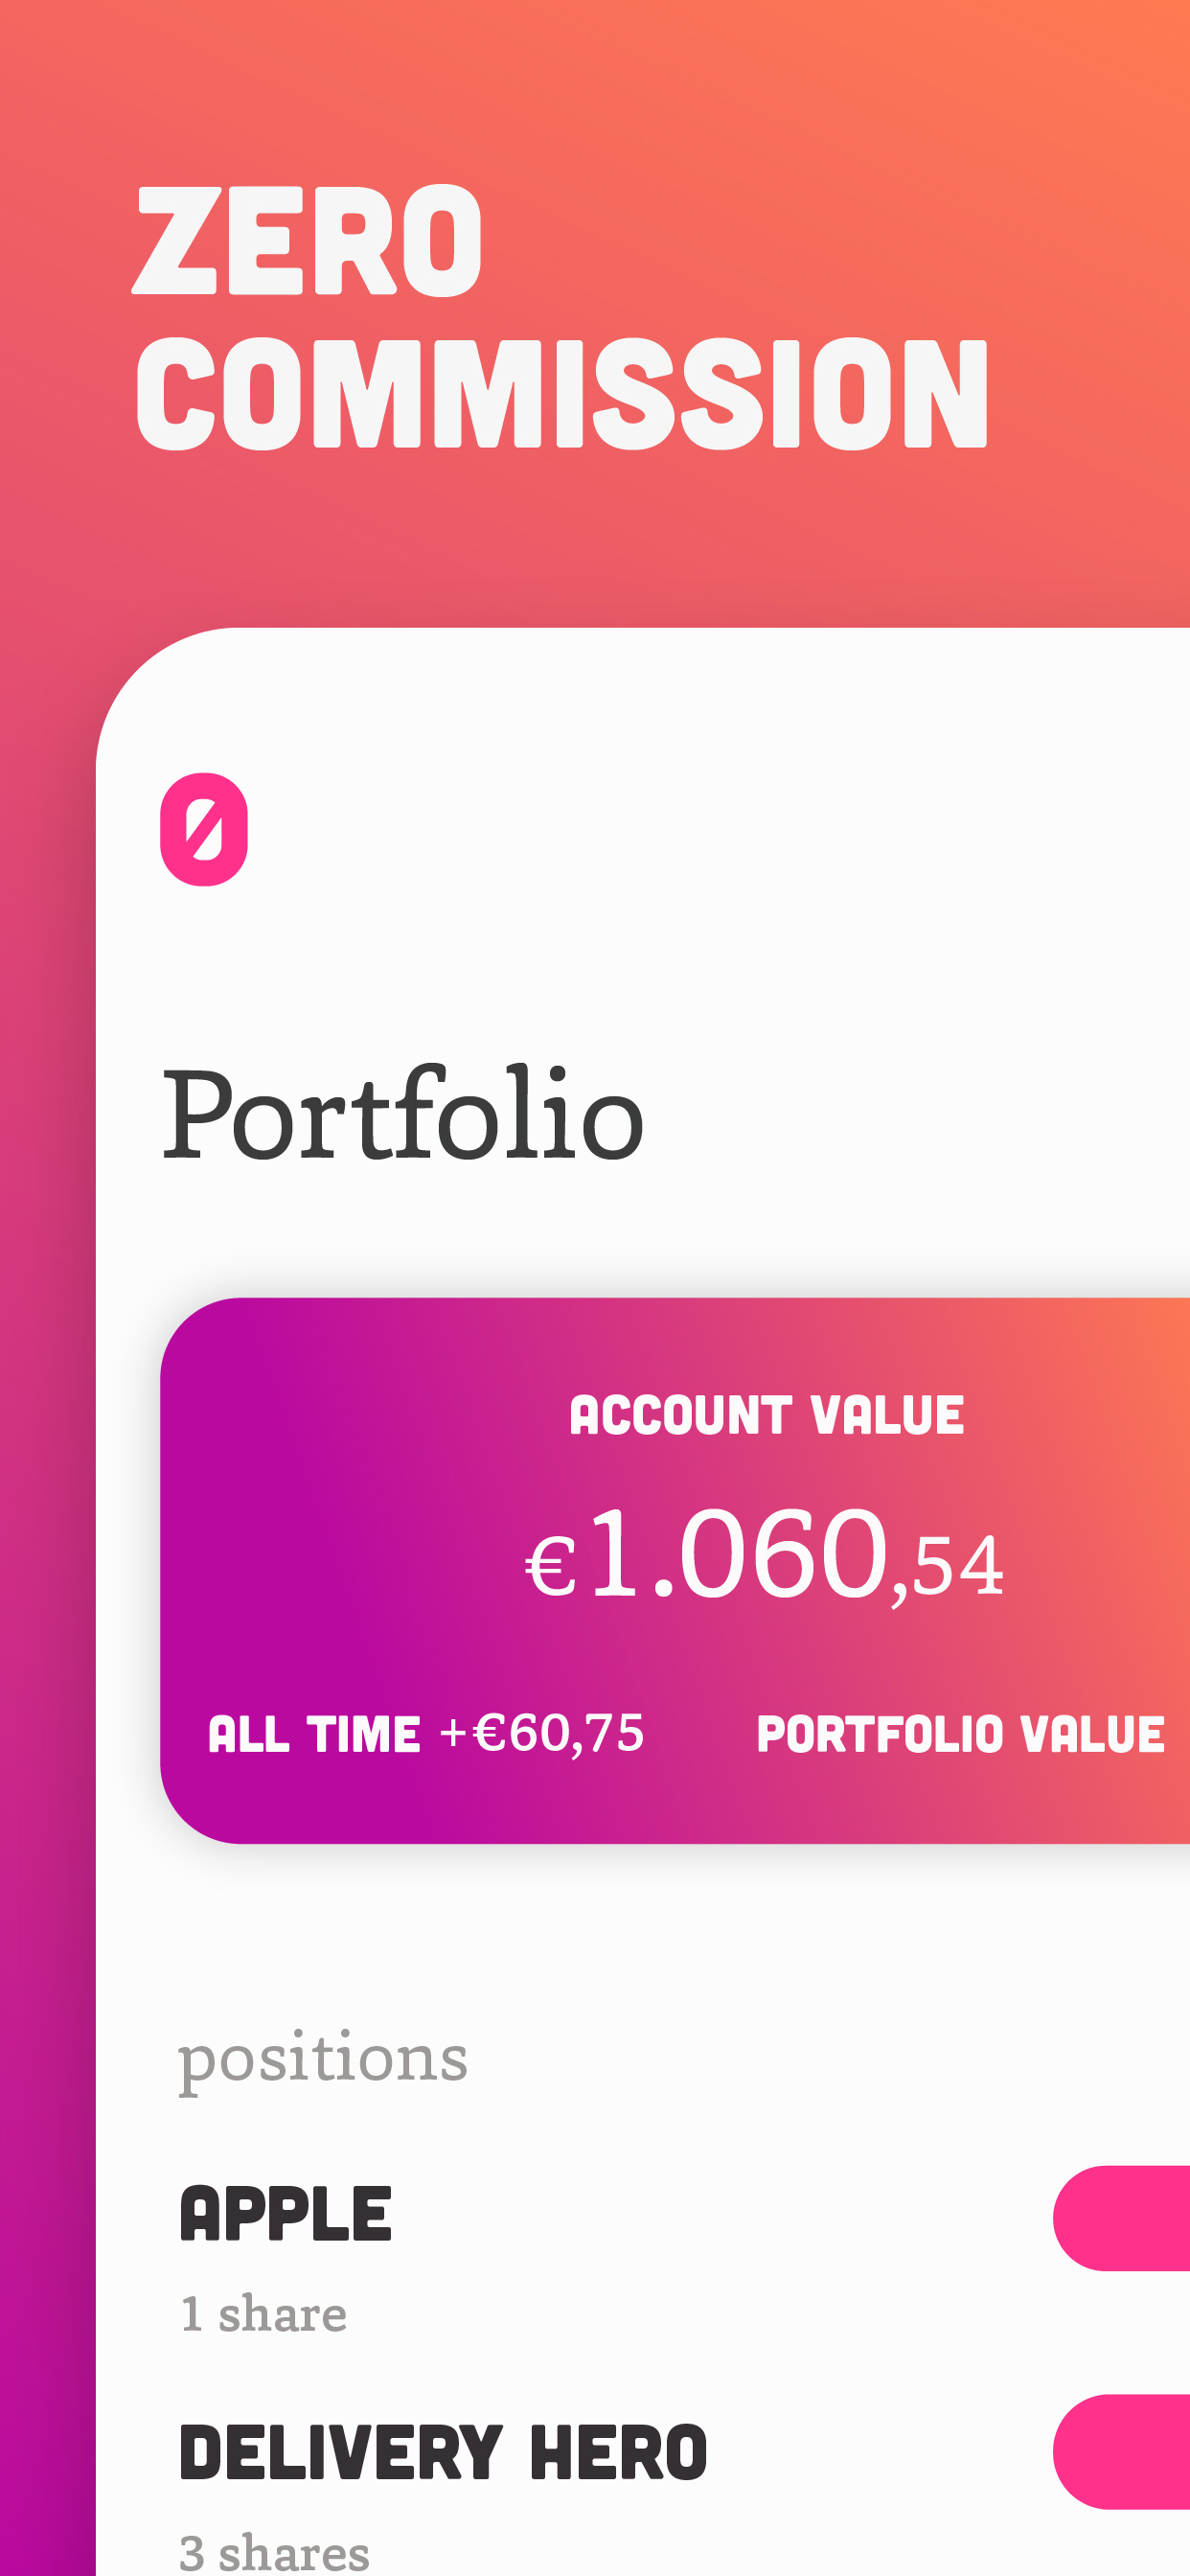 ZERO
COMMISSION
0
Portfolio
ACCOUNT VALUE
€1.060,54
ALL TIME +€60,75 PORTFOLIO VALUE
positions
APPLE
1 share
DELIVERY HERO
3 shares